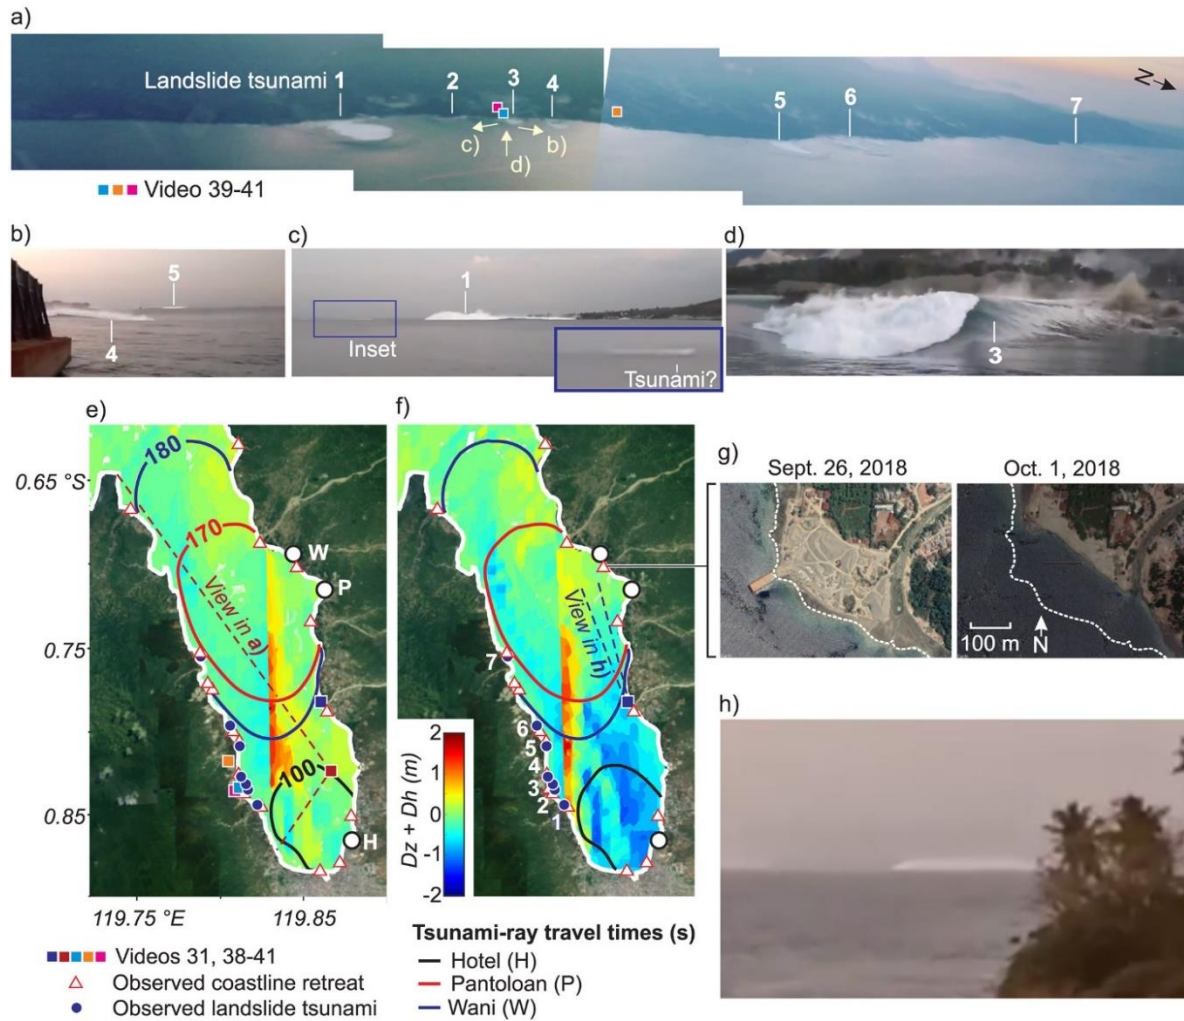 a)
Landslide tsunami 1
2
3
4
5
6
7
N
c)
d)
b)
Video 39-41
b)
5
4
c)
1
Inset
Tsunami?
d)
3
e)
180
170
100
0.65 °S
0.75
0.85
W
P
H
View in a)
7
119.75 °E
119.85
f)
View in h)
6
5
4
3
2
1
2
1
0
-1
-2
Dz + Dh (m)
g)
Sept. 26, 2018
Oct. 1, 2018
100 m
N
h)
Videos 31, 38-41
Observed coastline retreat
Observed landslide tsunami
Tsunami-ray travel times (s)
Hotel (H)
Pantoloan (P)
Wani (W)